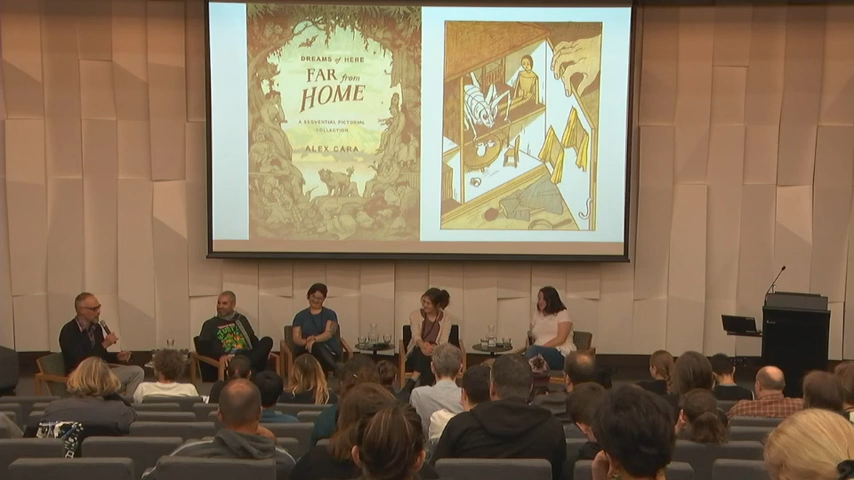 DREAMS of HERE
FAR from
HOME
A SEQUENTIAL PICTORIAL
COLLECTION
ALEX CARA